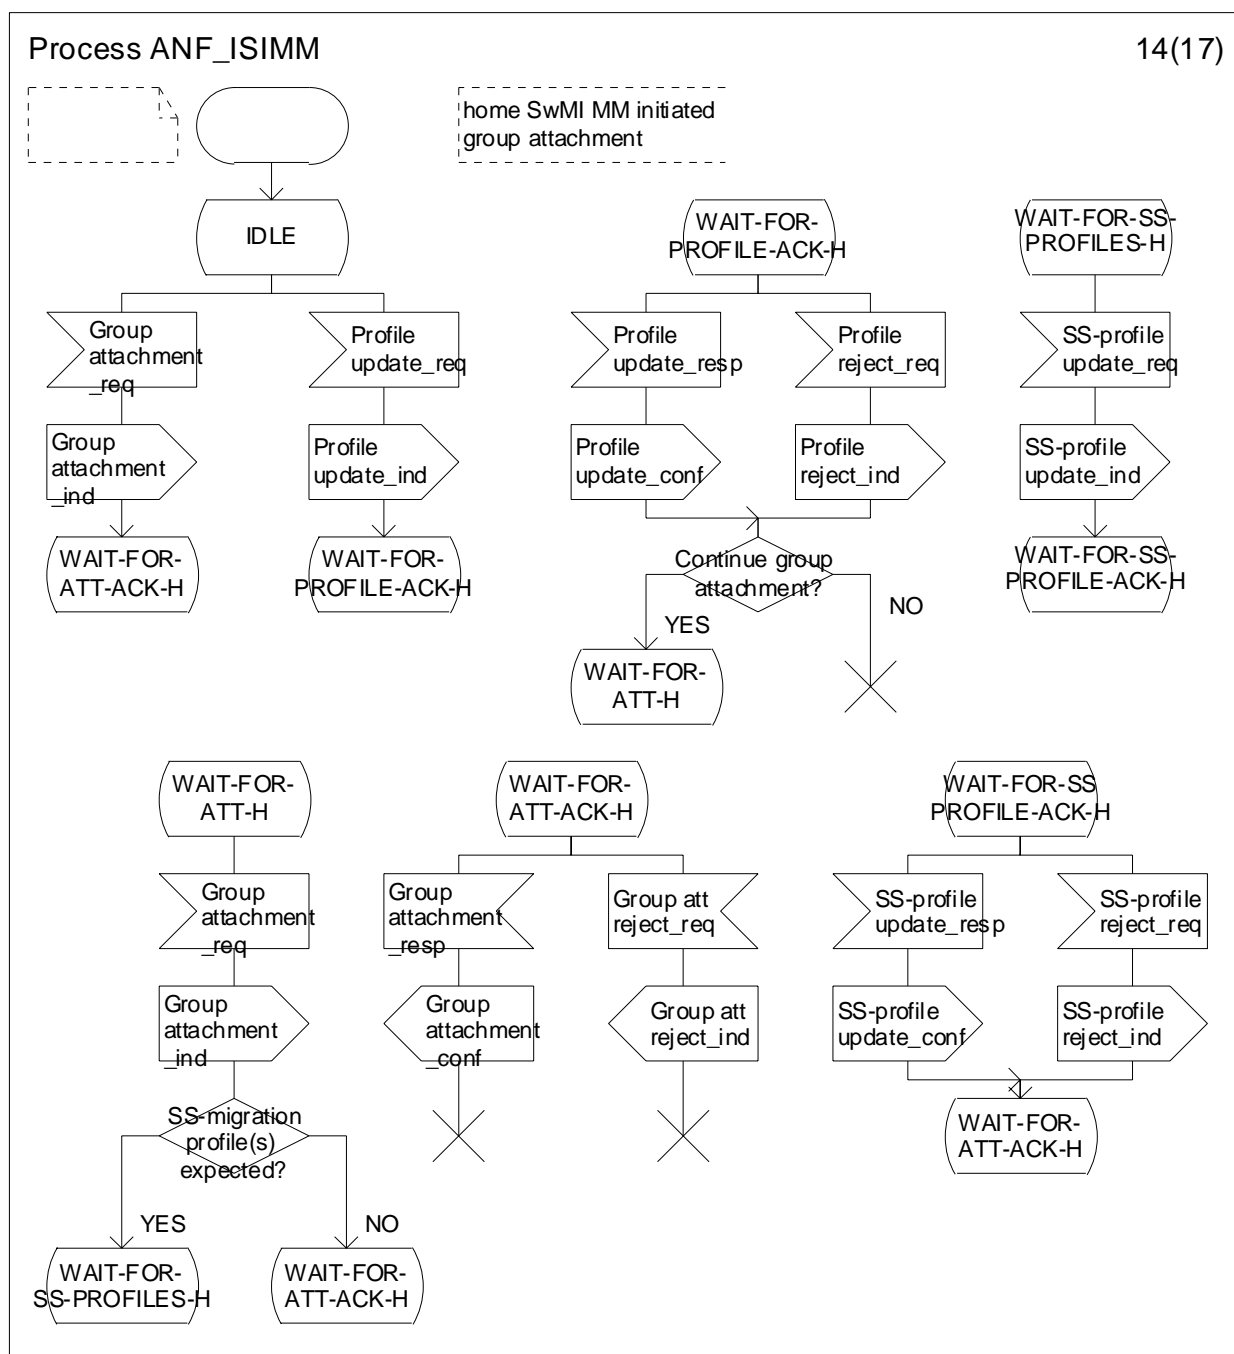 Process ANF_ISIMM
14(17)
home SwMI MM initiated
group attachment
IDLE
WAIT-FOR-
PROFILE-ACK-H
WAIT-FOR-SS-
PROFILES-H
Group
attachment
_req
Profile
update_req
Profile
update_resp
Profile
reject_req
SS-profile
update_req
Group
attachment
_ind
Profile
update_ind
Profile
update_conf
Profile
reject_ind
SS-profile
update_ind
WAIT-FOR-
ATT-ACK-H
WAIT-FOR-
PROFILE-ACK-H
Continue group
attachment?
WAIT-FOR-SS-
PROFILE-ACK-H
YES
NO
WAIT-FOR-
ATT-H
WAIT-FOR-
ATT-H
WAIT-FOR-
ATT-ACK-H
WAIT-FOR-SS
PROFILE-ACK-H
Group
attachment
_req
Group
attachment
_resp
Group att
reject_req
SS-profile
update_resp
SS-profile
reject_req
Group
attachment
_ind
Group
attachment
_conf
Group att
reject_ind
SS-profile
update_conf
SS-profile
reject_ind
SS-migration
profile(s)
expected?
WAIT-FOR-
ATT-ACK-H
YES
NO
WAIT-FOR-
SS-PROFILES-H
WAIT-FOR-
ATT-ACK-H